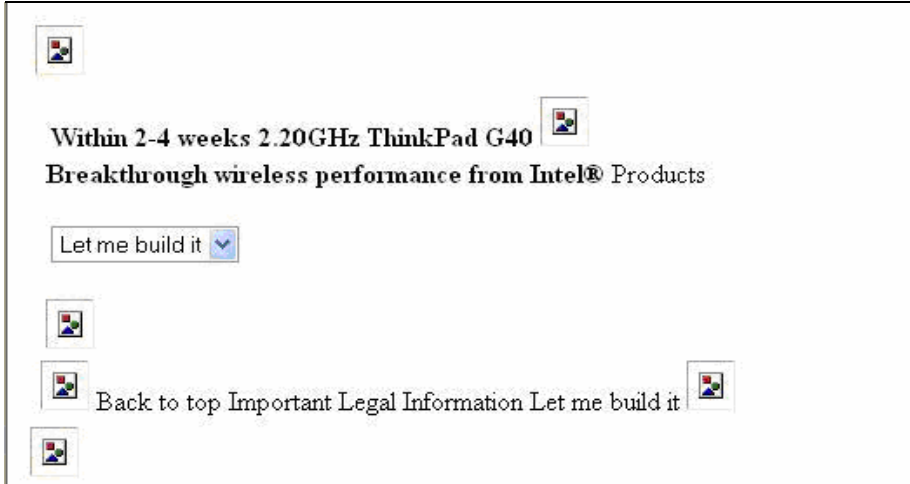 Within 2-4 weeks 2.20GHz ThinkPad G40
Breakthrough wireless performance from Intel® Products
Let me build it
Back to top Important Legal Information Let me build it